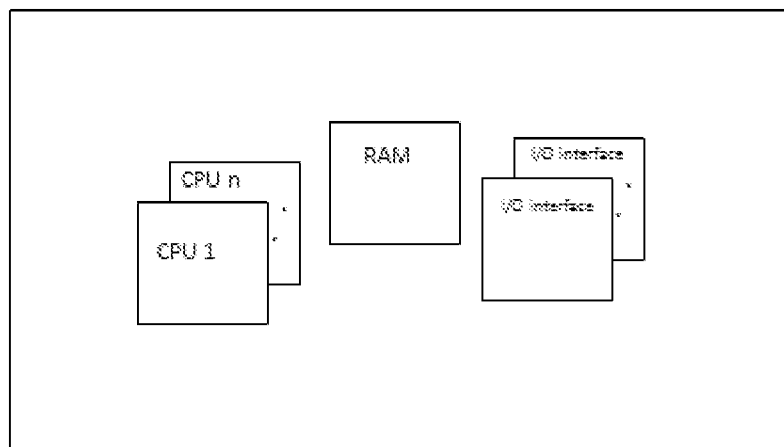 CPU n
CPU 1
RAM
I/O Interface
I/O Interface